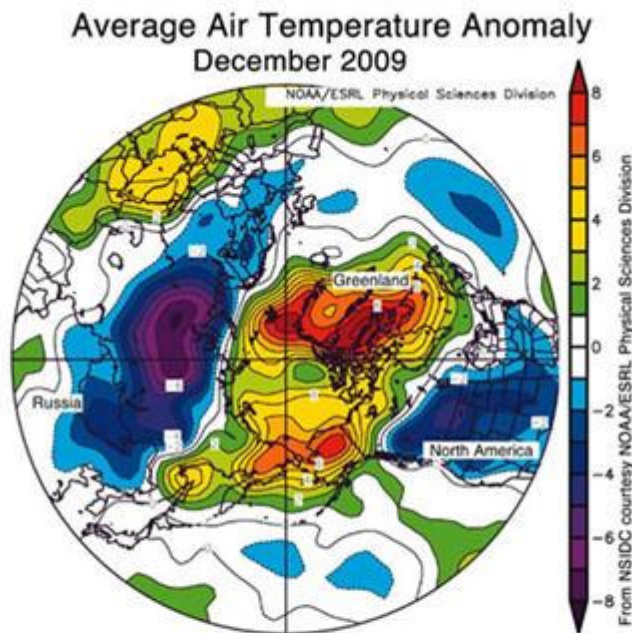 Average Air Temperature Anomaly
December 2009
NOAA/ESRL Physical Sciences Division
Greenland
Russia
North America
8
6
4
2
0
−2
−4
−6
−8
From NSIDC courtesy NOAA/ESRL Physical Sciences Division